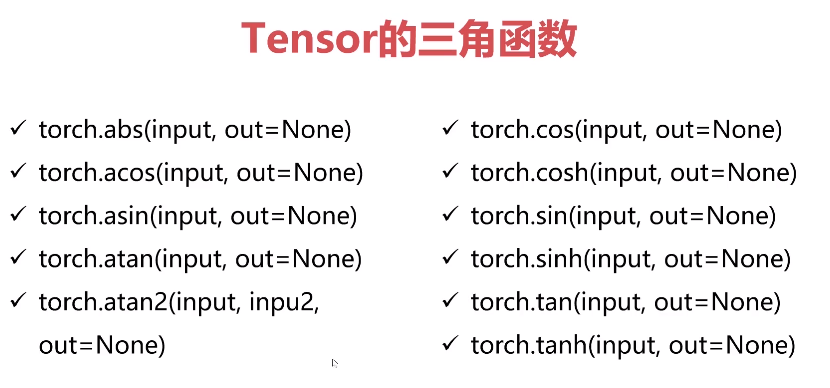 Tensor的三角函数
✓ torch.abs(input, out=None)
✓ torch.acos(input, out=None)
✓ torch.asin(input, out=None)
✓ torch.atan(input, out=None)
✓ torch.atan2(input, inpu2,
out=None)
✓ torch.cos(input, out=None)
✓ torch.cosh(input, out=None)
✓ torch.sin(input, out=None)
✓ torch.sinh(input, out=None)
✓ torch.tan(input, out=None)
✓ torch.tanh(input, out=None)